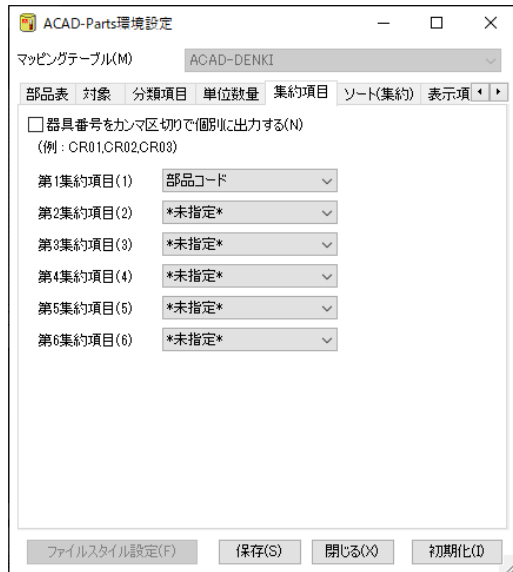 ACAD-Parts環境設定
マッピングテーブル(M) ACAD-DENKI
部品表 対象 分類項目 単位数量 集約項目 ソート(集約) 表示項
器具番号をカンマ区切りで個別に出力する(N)
(例 : CR01,CR02,CR03)
第1集約項目(1) 部品コード
第2集約項目(2) *未指定*
第3集約項目(3) *未指定*
第4集約項目(4) *未指定*
第5集約項目(5) *未指定*
第6集約項目(6) *未指定*
ファイルスタイル設定(F) 保存(S) 閉じる(X) 初期化(I)